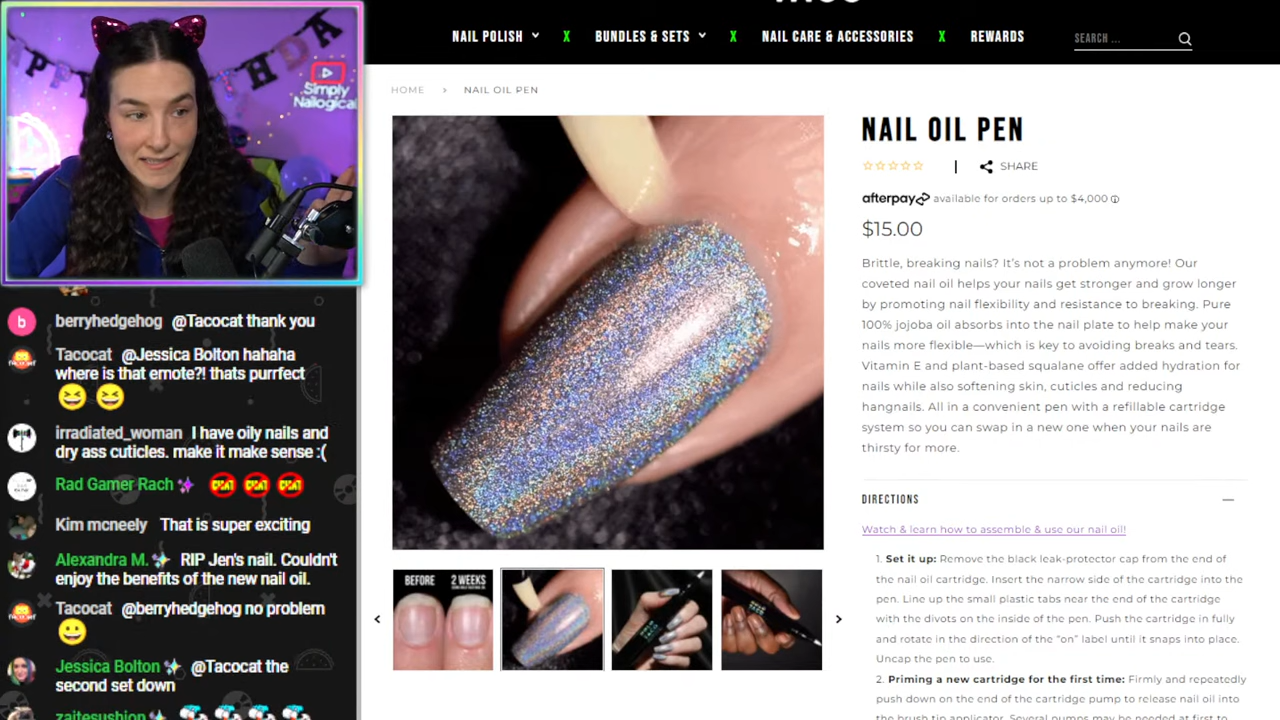 NAIL POLISH
X
BUNDLES & SETS
X
NAIL CARE & ACCESSORIES
X
REWARDS
SEARCH ...
Simply
Nailogical
HOME › NAIL OIL PEN
NAIL OIL PEN
SHARE
afterpay available for orders up to $4,000
$15.00
Brittle, breaking nails? It's not a problem anymore! Our
coveted nail oil helps your nails get stronger and grow longer
by promoting nail flexibility and resistance to breaking. Pure
100% jojoba oil absorbs into the nail plate to help make your
nails more flexible—which is key to avoiding breaks and tears.
Vitamin E and plant-based squalane offer added hydration for
nails while also softening skin, cuticles and reducing
hangnails. All in a convenient pen with a refillable cartridge
system so you can swap in a new one when your nails are
thirsty for more.
DIRECTIONS
Watch & learn how to assemble & use our nail oil!
1. Set it up: Remove the black leak-protector cap from the end of
the nail oil cartridge. Insert the narrow side of the cartridge into the
pen. Line up the small plastic tabs near the end of the cartridge
with the divots on the inside of the pen. Push the cartridge in fully
and rotate in the direction of the "on" label until it snaps into place.
Uncap the pen to use.
2. Priming a new cartridge for the first time: Firmly and repeatedly
push down on the end of the cartridge pump to release nail oil into
the brush tip applicator. Several pumps may be needed at first to
BEFORE
2 WEEKS
b
berryhedgehog @Tacocat thank you
Tacocat @Jessica Bolton hahaha
where is that emote?! thats purrfect
irradiated_woman I have oily nails and
dry ass cuticles. make it make sense :(
Rad Gamer Rach
Kim mcneely That is super exciting
Alexandra M. RIP Jen's nail. Couldn't
enjoy the benefits of the new nail oil.
Tacocat @berryhedgehog no problem
Jessica Bolton @Tacocat the
second set down
zaitesushion